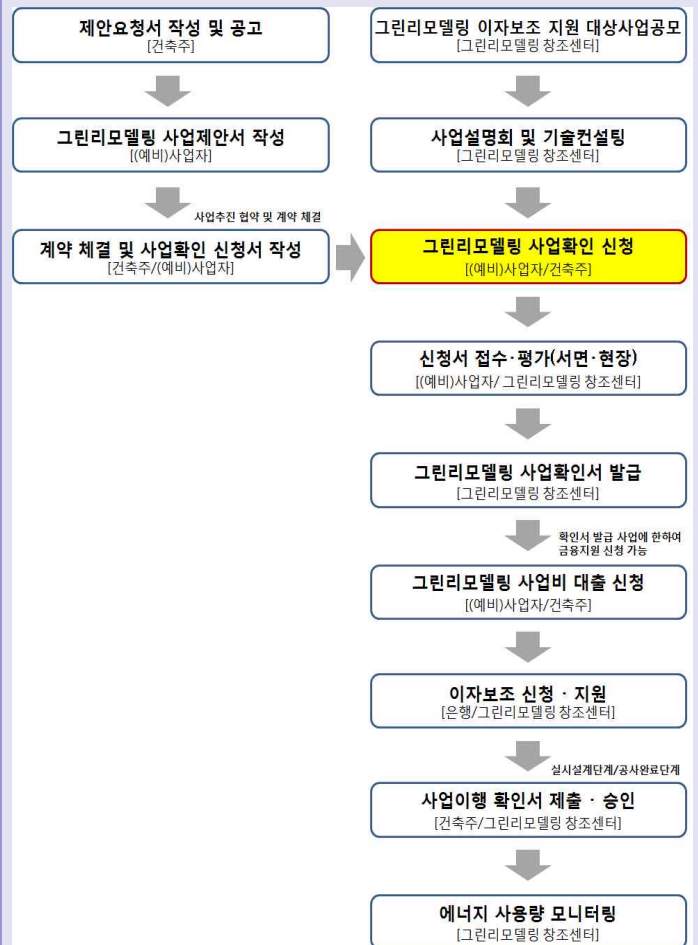 제안요청서 작성 및 공고
[건축주]
그린리모델링 사업제안서 작성
[(예비)사업자]
사업추진 협약 및 계약 체결
계약 체결 및 사업확인 신청서 작성
[건축주/(예비)사업자]
그린리모델링 이자보조 지원 대상사업공모
[그린리모델링 창조센터]
사업설명회 및 기술컨설팅
[그린리모델링 창조센터]
그린리모델링 사업확인 신청
[(예비)사업자/건축주]
신청서 접수·평가(서면·현장)
[(예비)사업자/ 그린리모델링 창조센터]
그린리모델링 사업확인서 발급
[그린리모델링 창조센터]
확인서 발급 사업에 한하여
금융지원 신청 가능
그린리모델링 사업비 대출 신청
[(예비)사업자/건축주]
이자보조 신청 · 지원
[은행/그린리모델링 창조센터]
실시설계단계/공사완료단계
사업이행 확인서 제출 · 승인
[건축주/그린리모델링 창조센터]
에너지 사용량 모니터링
[그린리모델링 창조센터]